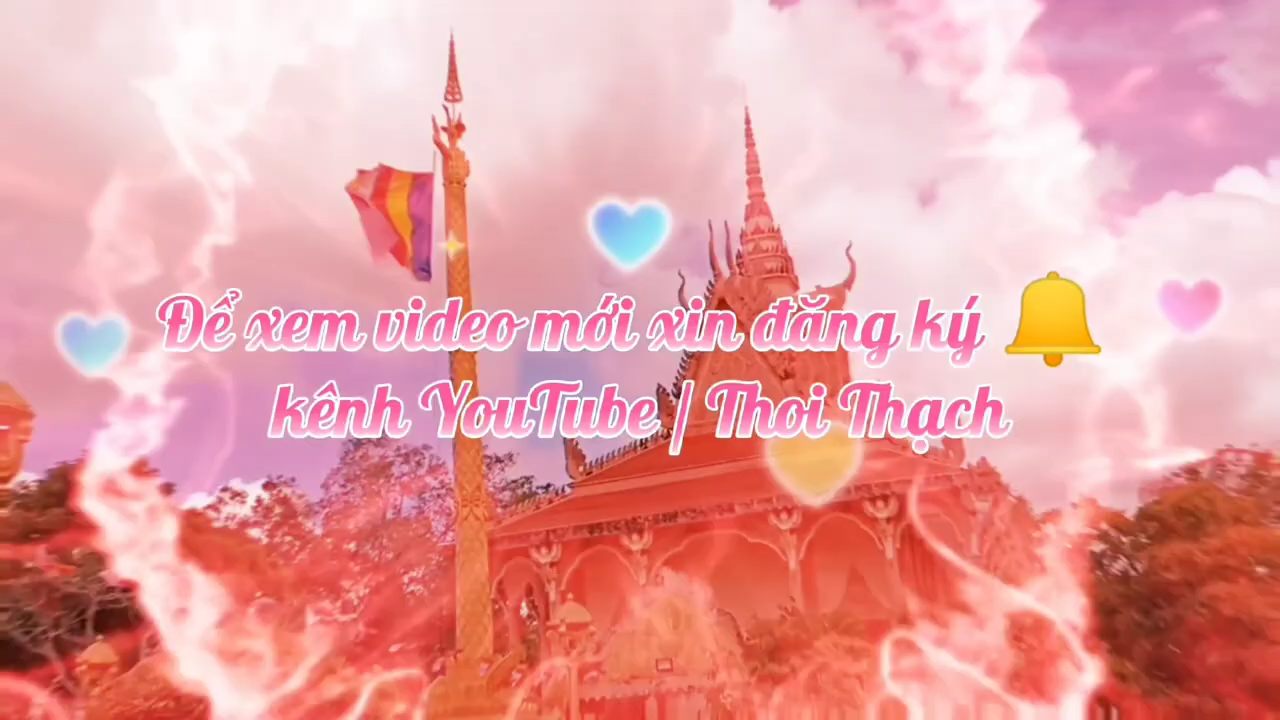 Để xem video mới xin đăng ký 🔔
kênh YouTube | Thoi Thạch